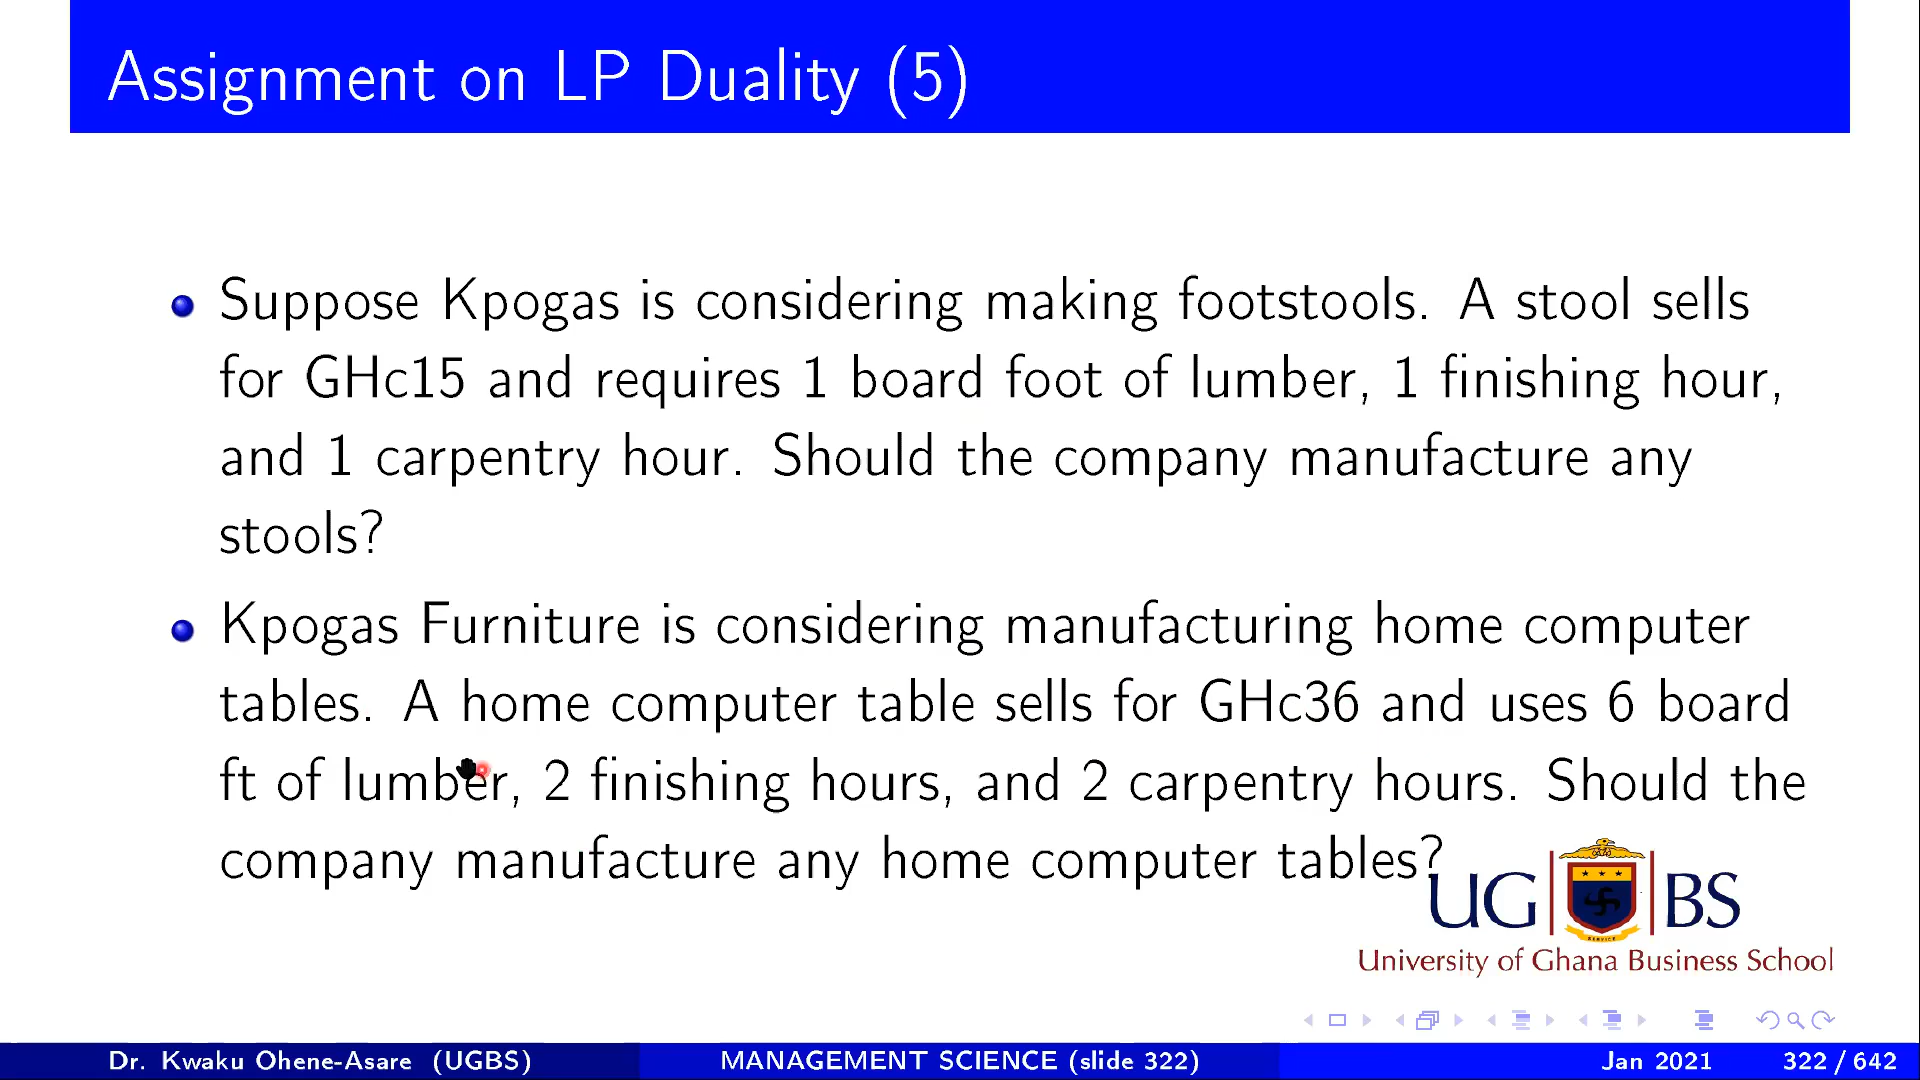 Assignment on LP Duality (5)
Suppose Kpogas is considering making footstools. A stool sells
for GHc15 and requires 1 board foot of lumber, 1 finishing hour,
and 1 carpentry hour. Should the company manufacture any
stools?
Kpogas Furniture is considering manufacturing home computer
tables. A home computer table sells for GHc36 and uses 6 board
ft of lumber, 2 finishing hours, and 2 carpentry hours. Should the
company manufacture any home computer tables?
UG BS
University of Ghana Business School
Dr. Kwaku Ohene-Asare (UGBS) MANAGEMENT SCIENCE (slide 322) Jan 2021 322 / 642